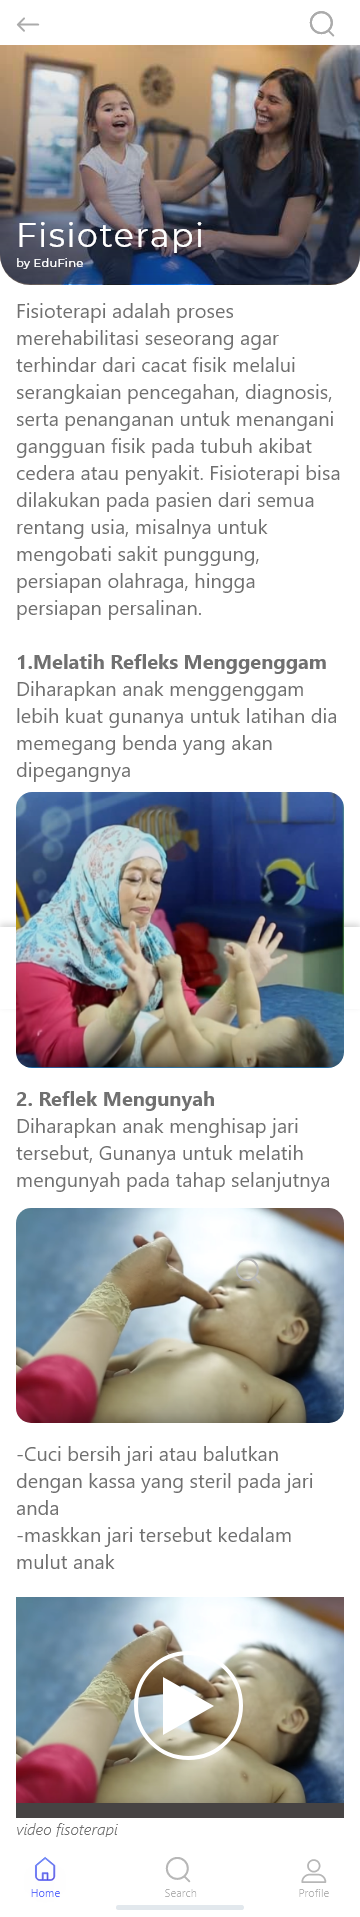 Fisioterapi
by EduFine
Fisioterapi adalah proses
merehabilitasi seseorang agar
terhindar dari cacat fisik melalui
serangkaian pencegahan, diagnosis,
serta penanganan untuk menangani
gangguan fisik pada tubuh akibat
cedera atau penyakit. Fisioterapi bisa
dilakukan pada pasien dari semua
rentang usia, misalnya untuk
mengobati sakit punggung,
persiapan olahraga, hingga
persiapan persalinan.
1.Melatih Refleks Menggenggam
Diharapkan anak menggenggam
lebih kuat gunanya untuk latihan dia
memegang benda yang akan
dipegangnya
2. Reflek Mengunyah
Diharapkan anak menghisap jari
tersebut, Gunanya untuk melatih
mengunyah pada tahap selanjutnya
-Cuci bersih jari atau balutkan
dengan kassa yang steril pada jari
anda
-maskkan jari tersebut kedalam
mulut anak
video fisoterapi
Home
Search
Profile